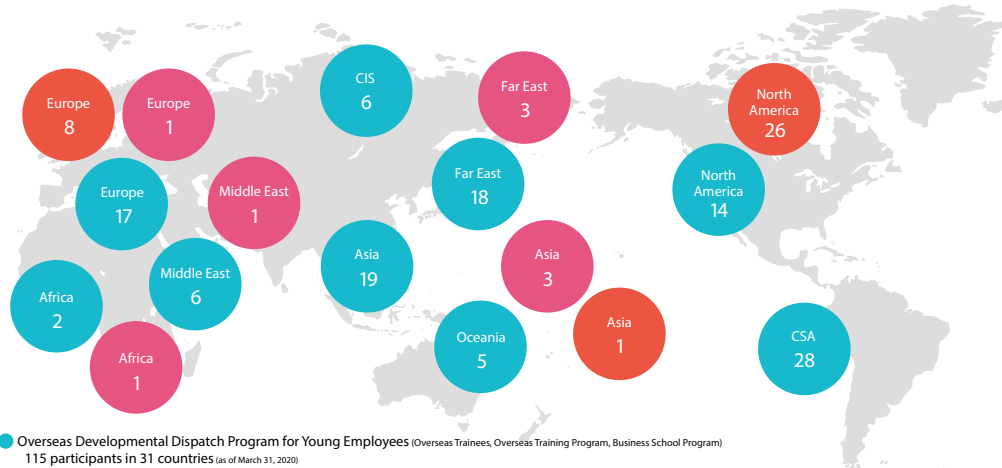 Europe
8
Europe
1
CIS
6
Far East
3
North
America
26
Europe
17
Middle East
1
Far East
18
North
America
14
Africa
2
Middle East
6
Asia
19
Asia
3
Africa
1
Oceania
5
Asia
1
CSA
28
Overseas Developmental Dispatch Program for Young Employees (Overseas Trainees, Overseas Training Program, Business School Program)
115 participants in 31 countries (as of March 31, 2020)